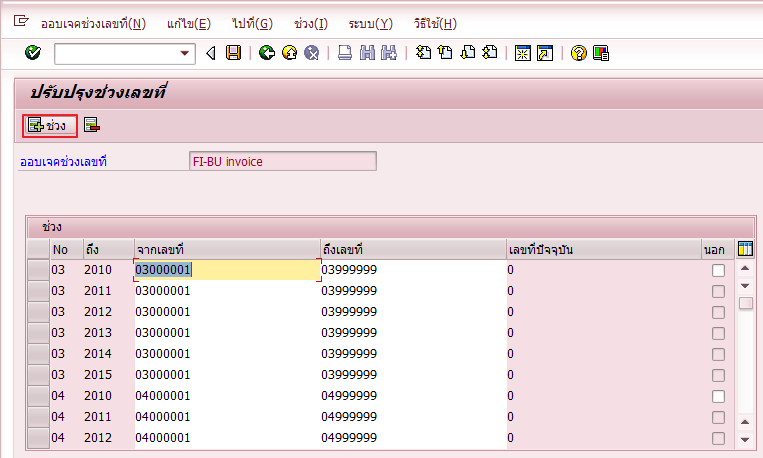 ออบเจคช่วงเลขที่(N) แก้ไข(E) ไปที่(G) ช่วง(I) ระบบ(Y) วิธีใช้(H)
ปรับปรุงช่วงเลขที่
ช่วง
ออบเจคช่วงเลขที่ FI-BU invoice
ช่วง
No ถึง จากเลขที่ ถึงเลขที่ เลขที่ปัจจุบัน นอก
03 2010 03000001 03999999 0
03 2011 03000001 03999999 0
03 2012 03000001 03999999 0
03 2013 03000001 03999999 0
03 2014 03000001 03999999 0
03 2015 03000001 03999999 0
04 2010 04000001 04999999 0
04 2011 04000001 04999999 0
04 2012 04000001 04999999 0